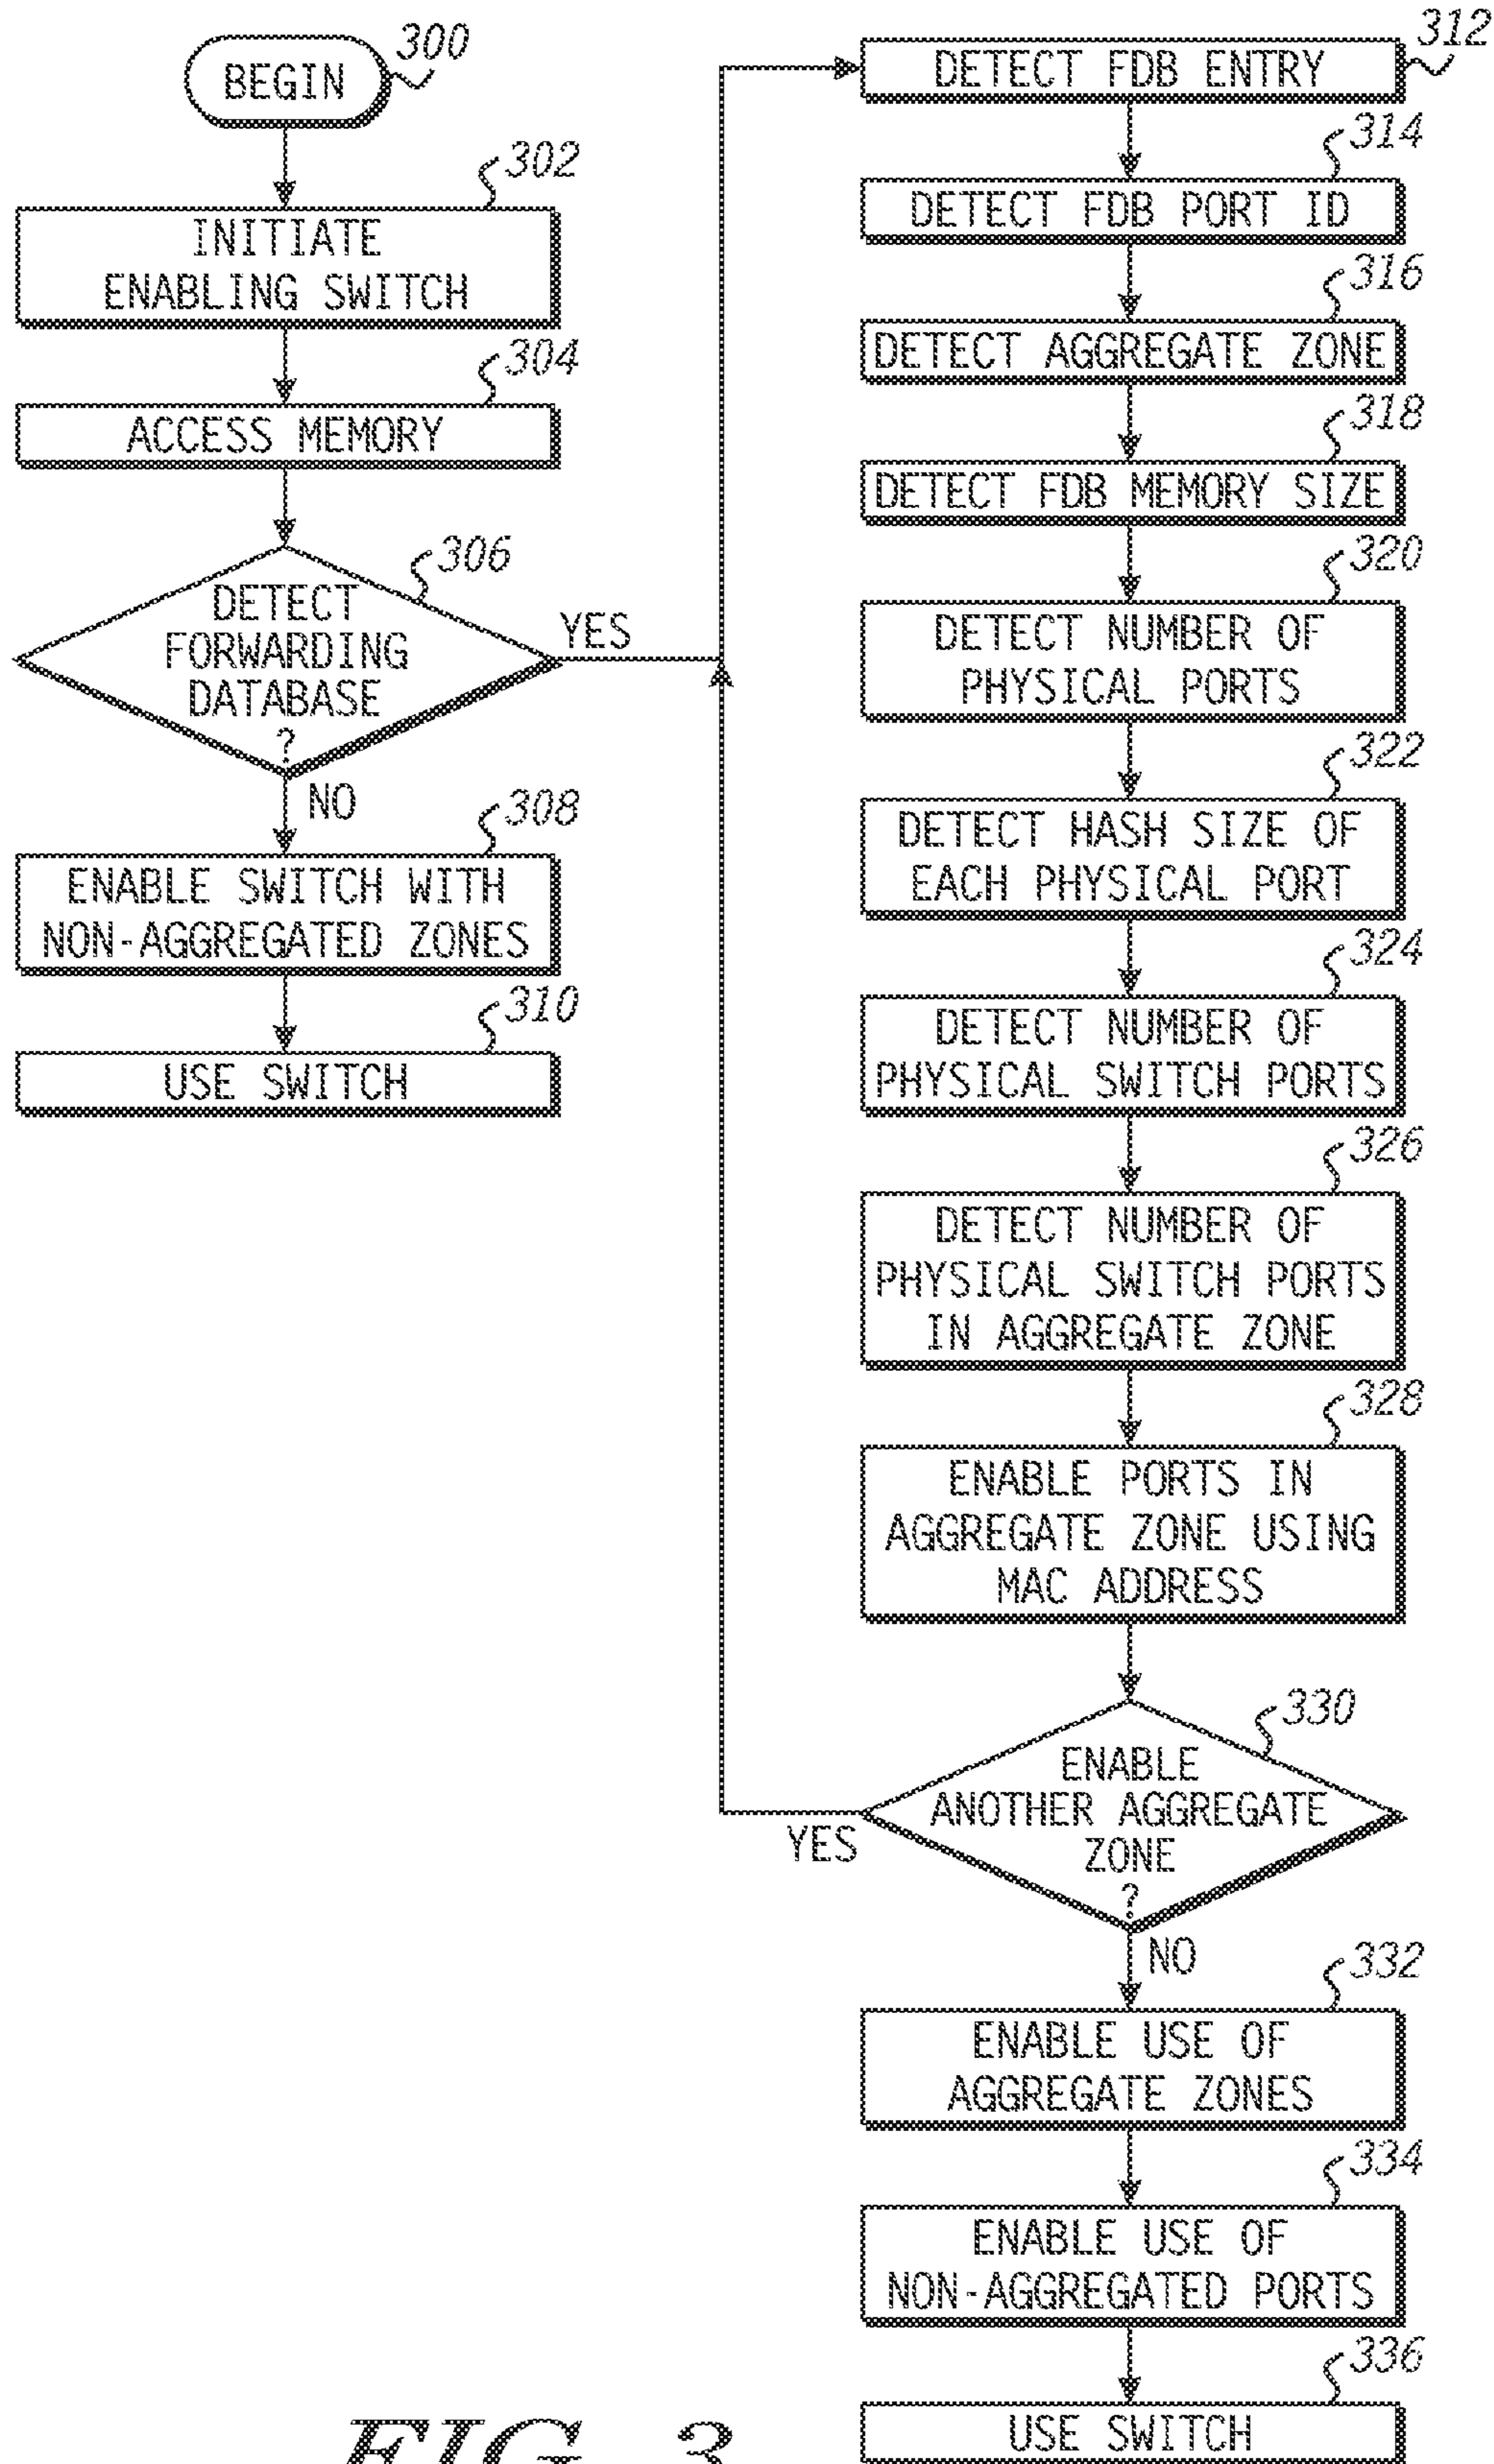 300
BEGIN
302
INITIATE
ENABLING SWITCH
304
ACCESS MEMORY
306
DETECT
FORWARDING
DATABASE
?
YES
NO
308
ENABLE SWITCH WITH
NON-AGGREGATED ZONES
310
USE SWITCH
312
DETECT FDB ENTRY
314
DETECT FDB PORT ID
316
DETECT AGGREGATE ZONE
318
DETECT FDB MEMORY SIZE
320
DETECT NUMBER OF
PHYSICAL PORTS
322
DETECT HASH SIZE OF
EACH PHYSICAL PORT
324
DETECT NUMBER OF
PHYSICAL SWITCH PORTS
326
DETECT NUMBER OF
PHYSICAL SWITCH PORTS
IN AGGREGATE ZONE
328
ENABLE PORTS IN
AGGREGATE ZONE USING
MAC ADDRESS
330
ENABLE
ANOTHER AGGREGATE
ZONE
?
YES
NO
332
ENABLE USE OF
AGGREGATE ZONES
334
ENABLE USE OF
NON-AGGREGATED PORTS
336
USE SWITCH
FIG. 3